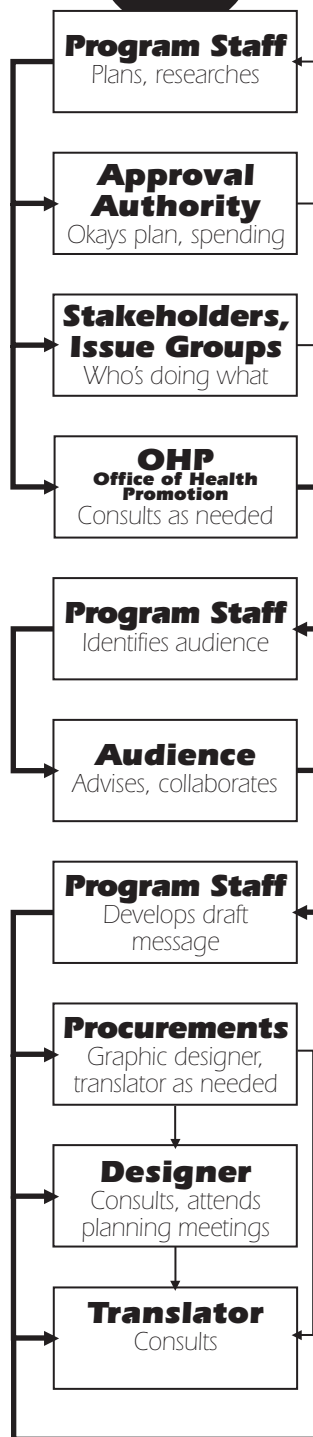 Program Staff
Plans, researches
Approval
Authority
Okays plan, spending
Stakeholders,
Issue Groups
Who's doing what
OHP
Office of Health
Promotion
Consults as needed
Program Staff
Identifies audience
Audience
Advises, collaborates
Program Staff
Develops draft
message
Procurements
Graphic designer,
translator as needed
Designer
Consults, attends
planning meetings
Translator
Consults